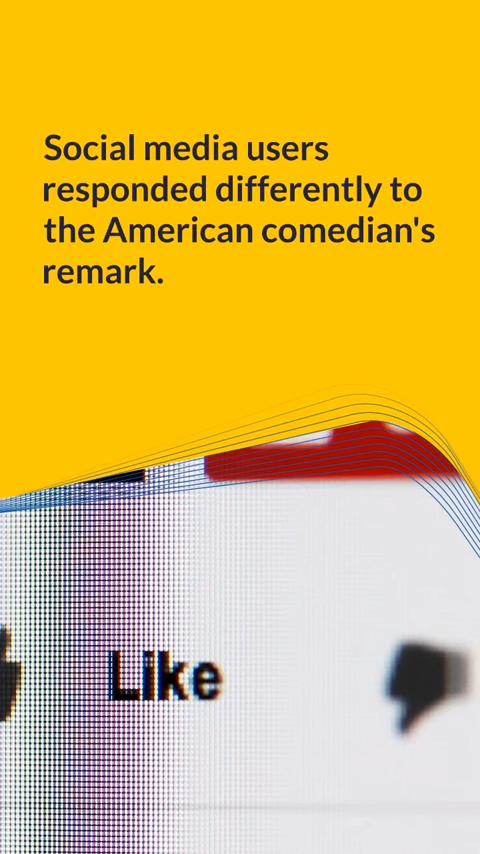 Social media users
responded differently to
the American comedian's
remark.
Like